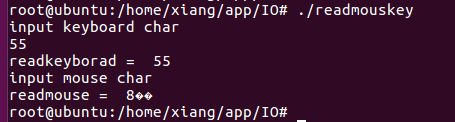 root@ubuntu:/home/xiang/app/IO# ./readmouskey
input keyboard char
55
readkeyborad =  55
input mouse char
readmouse =  8��
root@ubuntu:/home/xiang/app/IO#